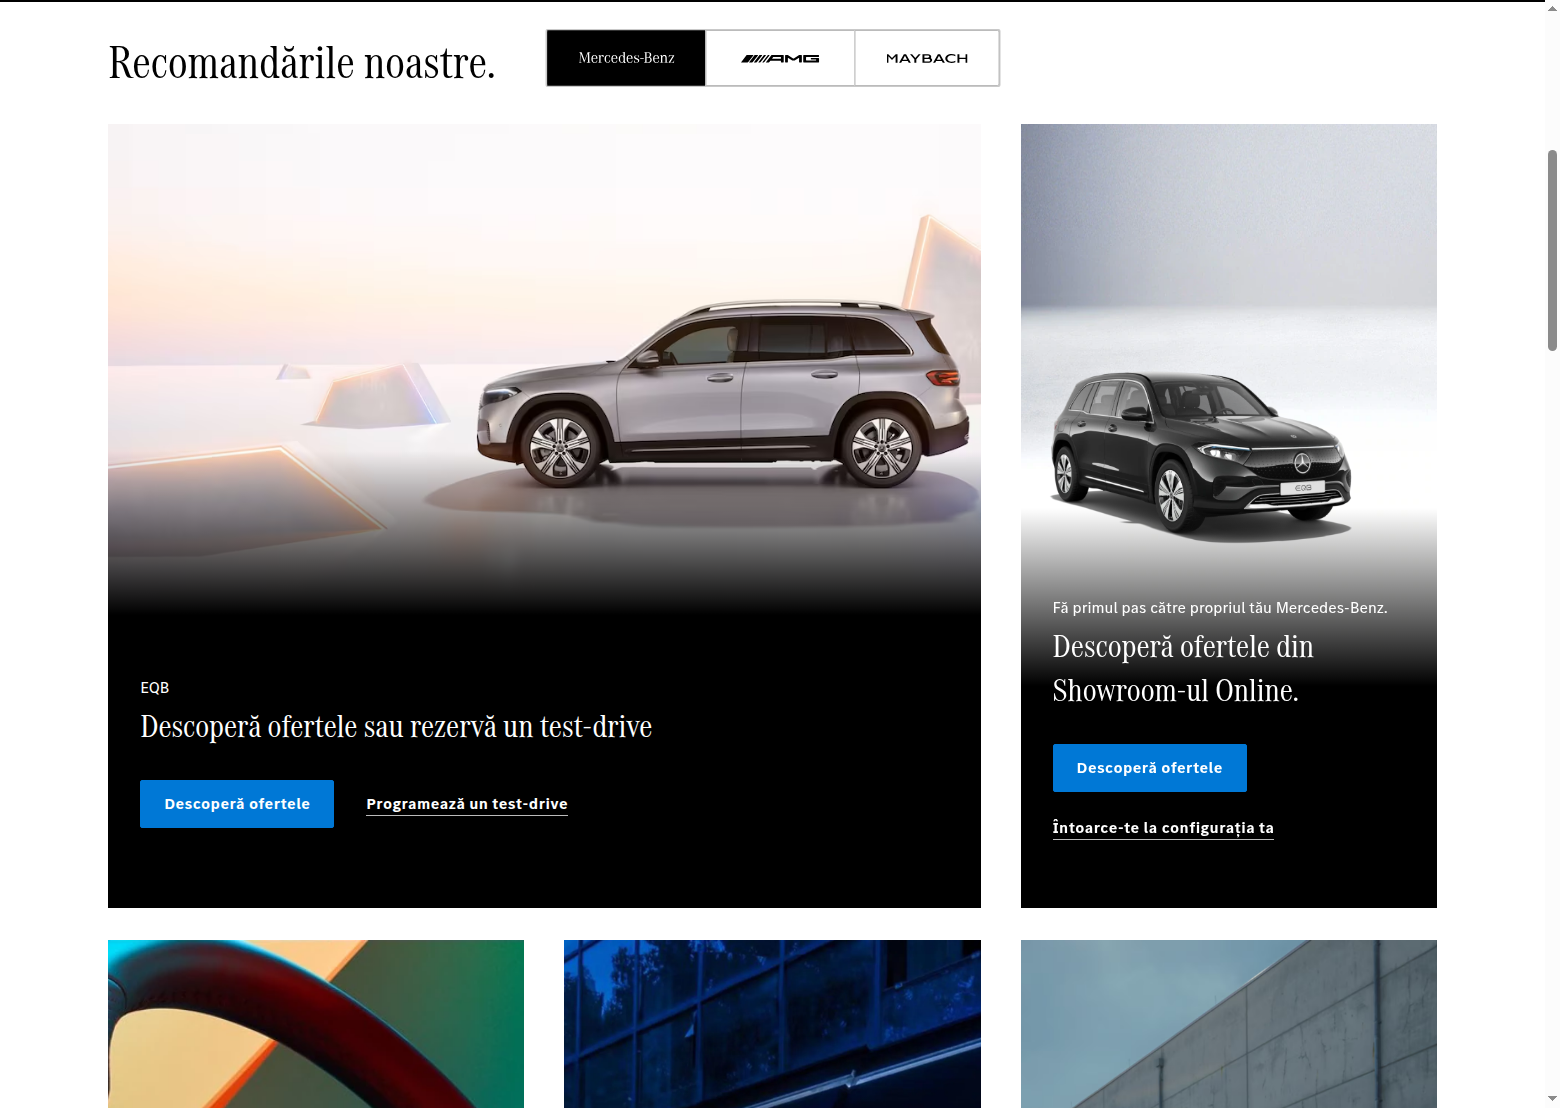 Recomandările noastre.
Mercedes-Benz
AMG
MAYBACH
EQB
Descoperă ofertele sau rezervă un test-drive
Descoperă ofertele
Programează un test-drive
EQB
Fă primul pas către propriul tău Mercedes-Benz.
Descoperă ofertele din
Showroom-ul Online.
Descoperă ofertele
Întoarce-te la configurația ta